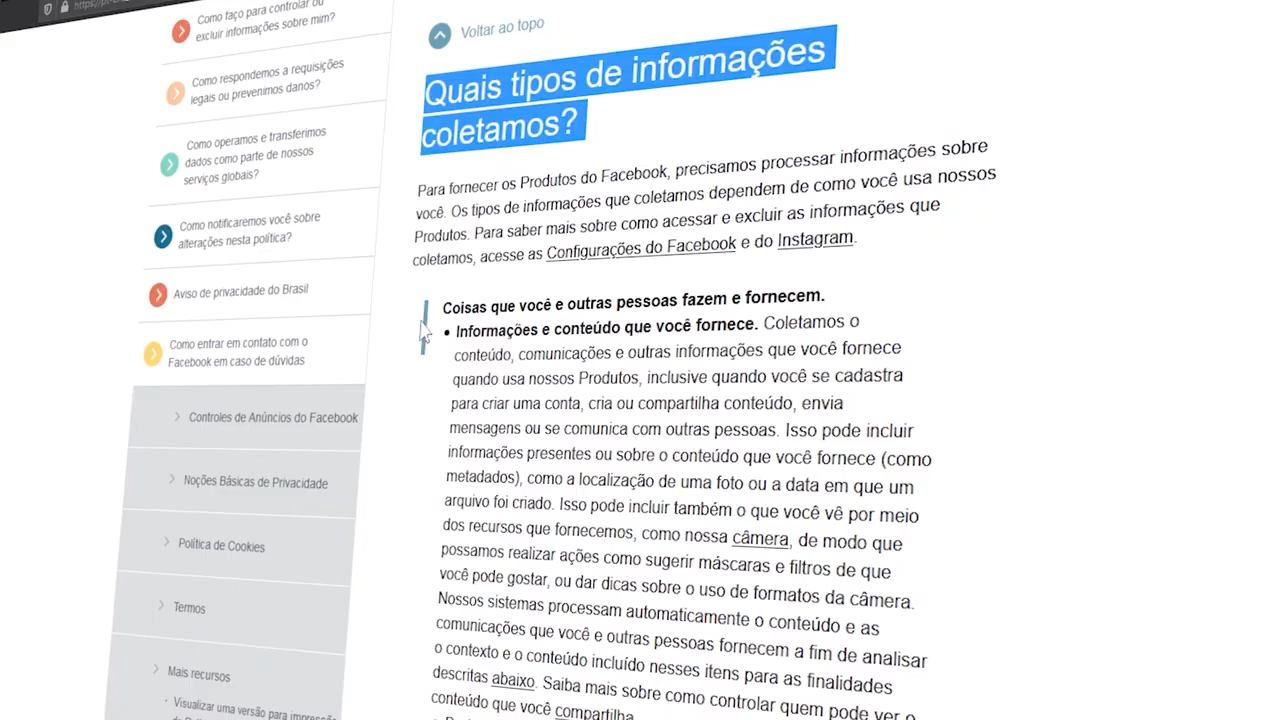 Como faço para controlar ou
excluir informações sobre mim?
Como respondemos a requisições
legais ou prevenimos danos?
Como operamos e transferimos
dados como parte de nossos
serviços globais?
Como notificaremos você sobre
alterações nesta política?
Aviso de privacidade do Brasil
Como entrar em contato com o
Facebook em caso de dúvidas
Controles de Anúncios do Facebook
Noções Básicas de Privacidade
Política de Cookies
Termos
Mais recursos
Visualizar uma versão para impressão
Voltar ao topo
Quais tipos de informações
coletamos?
Para fornecer os Produtos do Facebook, precisamos processar informações sobre
você. Os tipos de informações que coletamos dependem de como você usa nossos
Produtos. Para saber mais sobre como acessar e excluir as informações que
coletamos, acesse as Configurações do Facebook e do Instagram.
Coisas que você e outras pessoas fazem e fornecem.
• Informações e conteúdo que você fornece. Coletamos o
conteúdo, comunicações e outras informações que você fornece
quando usa nossos Produtos, inclusive quando você se cadastra
para criar uma conta, cria ou compartilha conteúdo, envia
mensagens ou se comunica com outras pessoas. Isso pode incluir
informações presentes ou sobre o conteúdo que você fornece (como
metadados), como a localização de uma foto ou a data em que um
arquivo foi criado. Isso pode incluir também o que você vê por meio
dos recursos que fornecemos, como nossa câmera, de modo que
possamos realizar ações como sugerir máscaras e filtros de que
você pode gostar, ou dar dicas sobre o uso de formatos da câmera.
Nossos sistemas processam automaticamente o conteúdo e as
comunicações que você e outras pessoas fornecem a fim de analisar
o contexto e o conteúdo incluído nesses itens para as finalidades
descritas abaixo. Saiba mais sobre como controlar quem pode ver o
conteúdo que você compartilha.